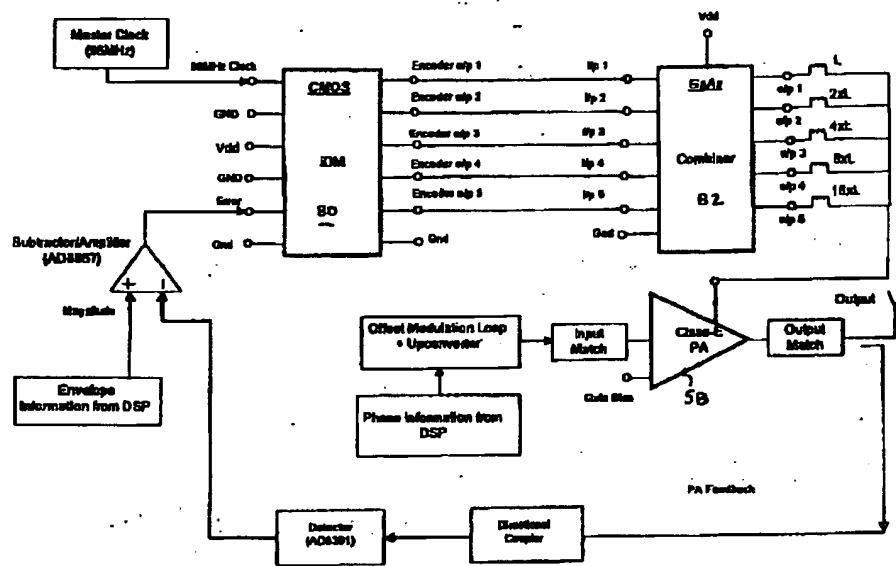 Master Clock
(96MHz)
96MHz Clock
GND
Vdd
GND
Error
Gnd
CMOS
IDM
80
Encoder o/p 1
Encoder o/p 2
Encoder o/p 3
Encoder o/p 4
Encoder o/p 5
Gnd
I/p 1
I/p 2
I/p 3
I/p 4
I/p 5
Gnd
Vdd
GaAs
Combiner
82
o/p 1
o/p 2
o/p 3
o/p 4
o/p 5
L
2xL
4xL
8xL
16xL
Subtractor/Amplifier
+
Magnitude
Envelope
Information from DSP
Offset Modulation Loop
+ Upconverter
Phase Information from
DSP
Input
Match
Class-E
PA
58
Gate Bias
Output
Match
Output
PA Feedback
Detector
Directional
Coupler